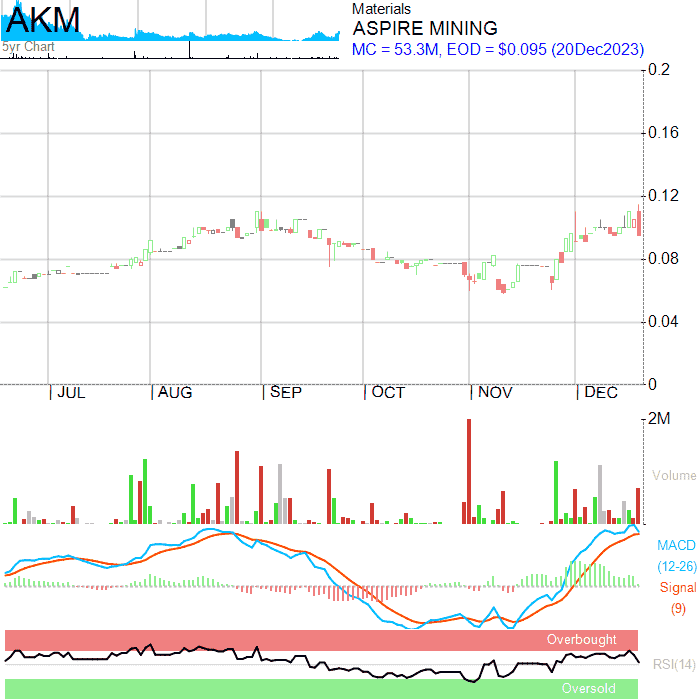 AKM
5yr Chart
Materials
ASPIRE MINING
MC = 53.3M, EOD = $0.095 (20Dec2023)
0.2
0.16
0.12
0.08
0.04
0
JUL AUG SEP OCT NOV DEC
2M
Volume
MACD
(12-26)
Signal
(9)
Overbought
RSI(14)
Oversold